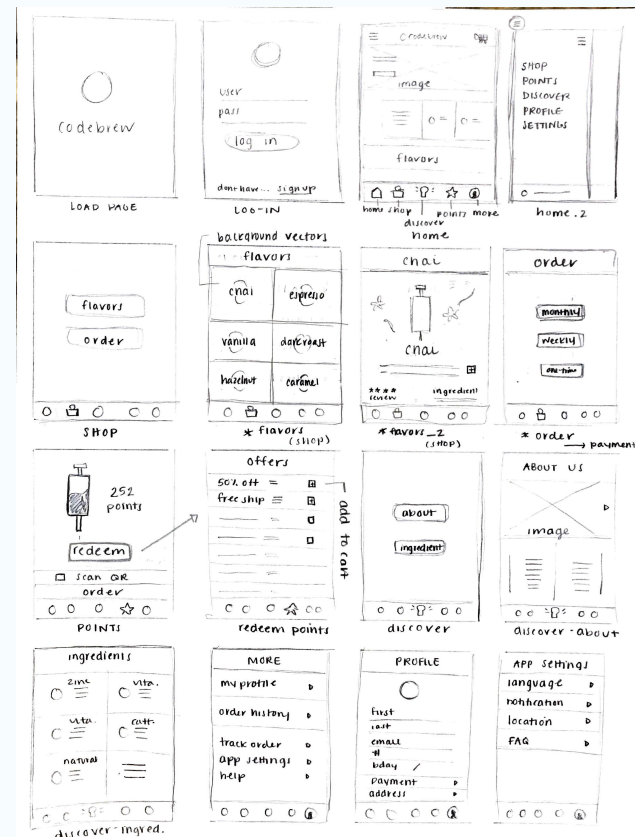 codebrew
LOAD PAGE
user
pass
log in
dont have... sign up
LOG-IN
Codebrew
image
flavors
home shop discover points more
home
SHOP
POINTS
DISCOVER
PROFILE
SETTINGS
home.2
flavors
order
SHOP
background vectors
flavors
chai
espresso
vanilla
darkroast
hazelnut
caramel
* flavors
(shop)
chai
chai
review
ingredient
* flavors_2
(shop)
order
monthly
weekly
one-time
* order
→ payment
252
points
redeem
scan QR
order
POINTS
offers
50% off
free ship
add to cart
redeem points
about
ingredient
discover
ABOUT US
image
discover-about
ingredients
zinc
vita.
vita.
caff.
natural
discover-ingred.
MORE
my profile
order history
track order
app settings
help
PROFILE
first
last
email
#
bday /
payment
address
APP settings
language
notification
location
FAQ